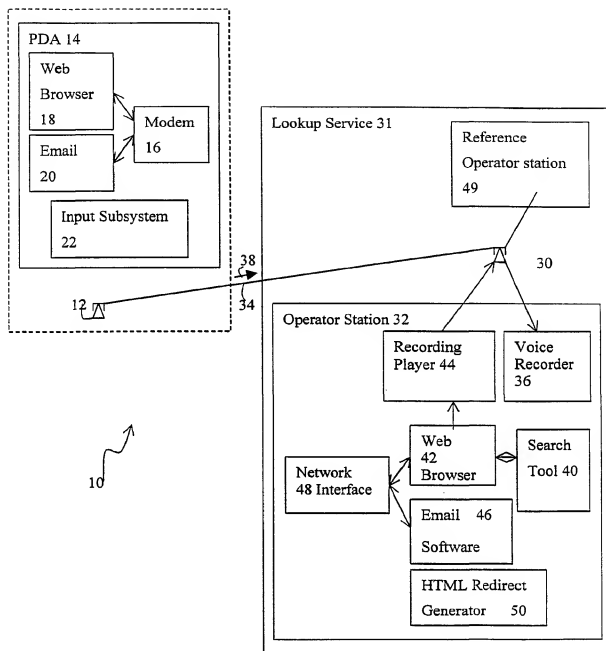 PDA 14
Web
Browser
18
Modem
16
Email
20
Input Subsystem
22
12
38
34
10
Lookup Service 31
Reference
Operator station
49
30
Operator Station 32
Recording
Player 44
Voice
Recorder
36
Web
42
Browser
Search
Tool 40
Network
48 Interface
Email 46
Software
HTML Redirect
Generator 50